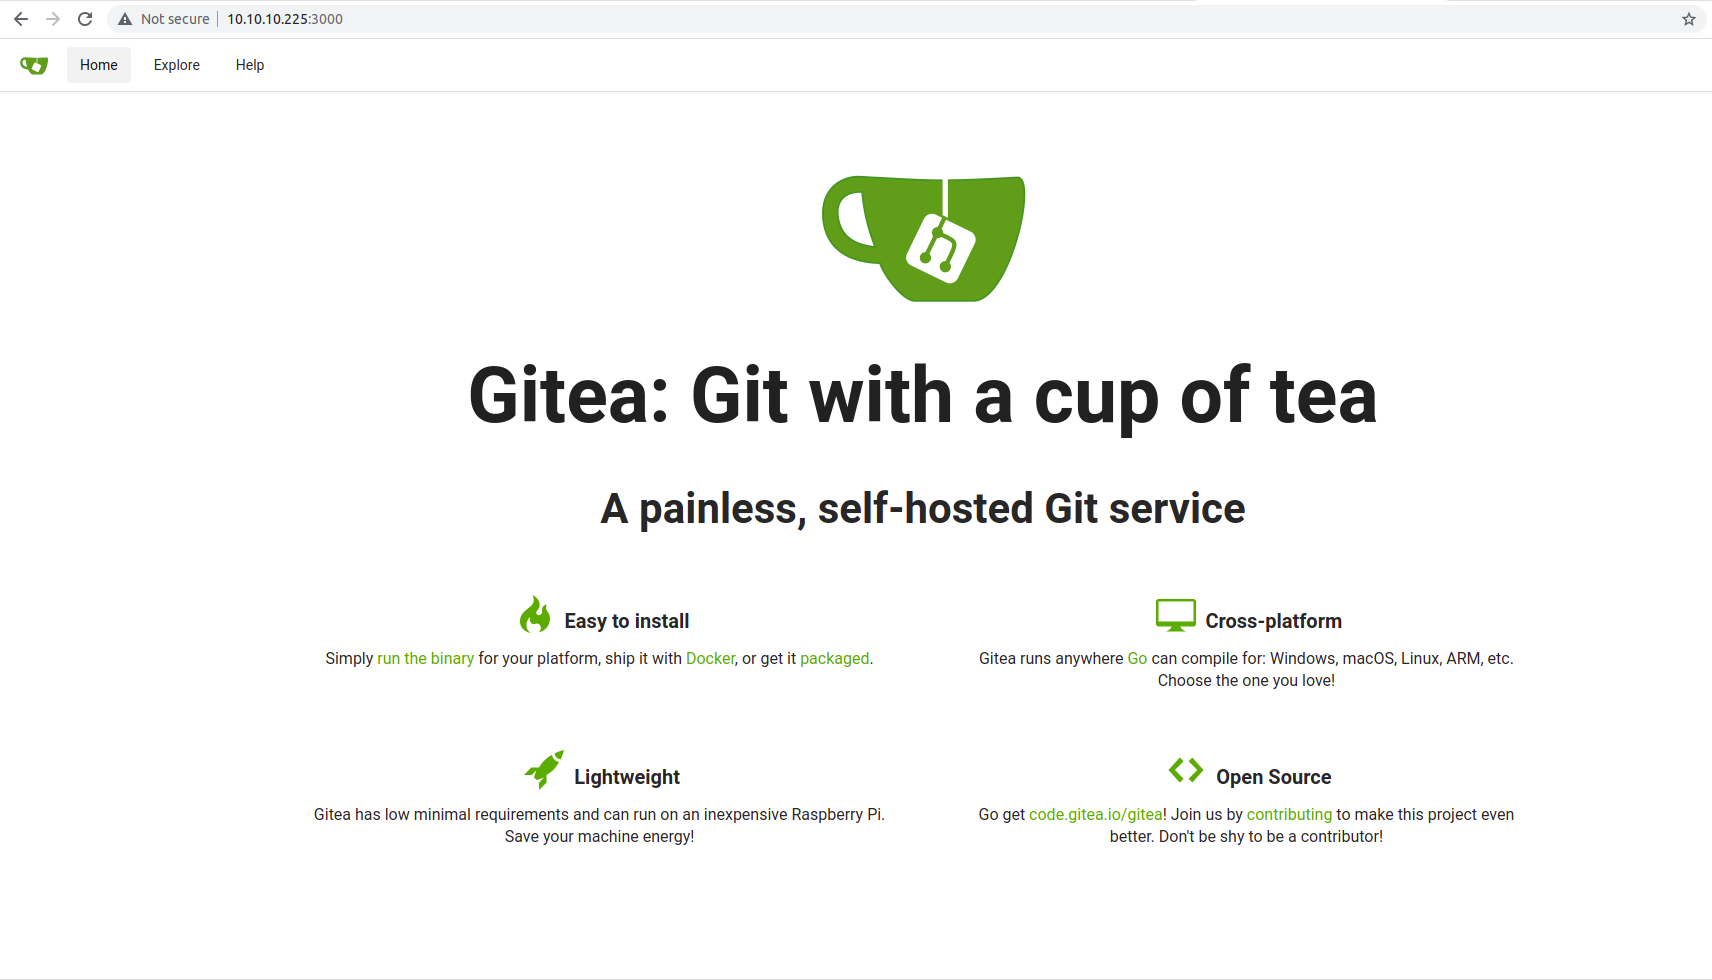 Not secure 10.10.10.225:3000
Home Explore Help
Gitea: Git with a cup of tea
A painless, self-hosted Git service
Easy to install
Simply run the binary for your platform, ship it with Docker, or get it packaged.
Cross-platform
Gitea runs anywhere Go can compile for: Windows, macOS, Linux, ARM, etc.
Choose the one you love!
Lightweight
Gitea has low minimal requirements and can run on an inexpensive Raspberry Pi.
Save your machine energy!
Open Source
Go get code.gitea.io/gitea! Join us by contributing to make this project even
better. Don't be shy to be a contributor!